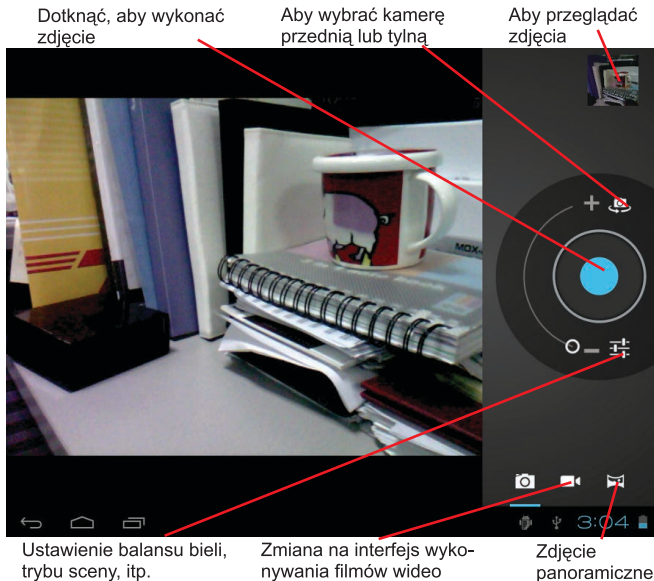 Dotknąć, aby wykonać
zdjęcie
Aby wybrać kamerę
przednią lub tylną
Aby przeglądać
zdjęcia
MAX
3:04
Ustawienie balansu bieli,
trybu sceny, itp.
Zmiana na interfejs wyko-
nywania filmów wideo
Zdjęcie
panoramiczne